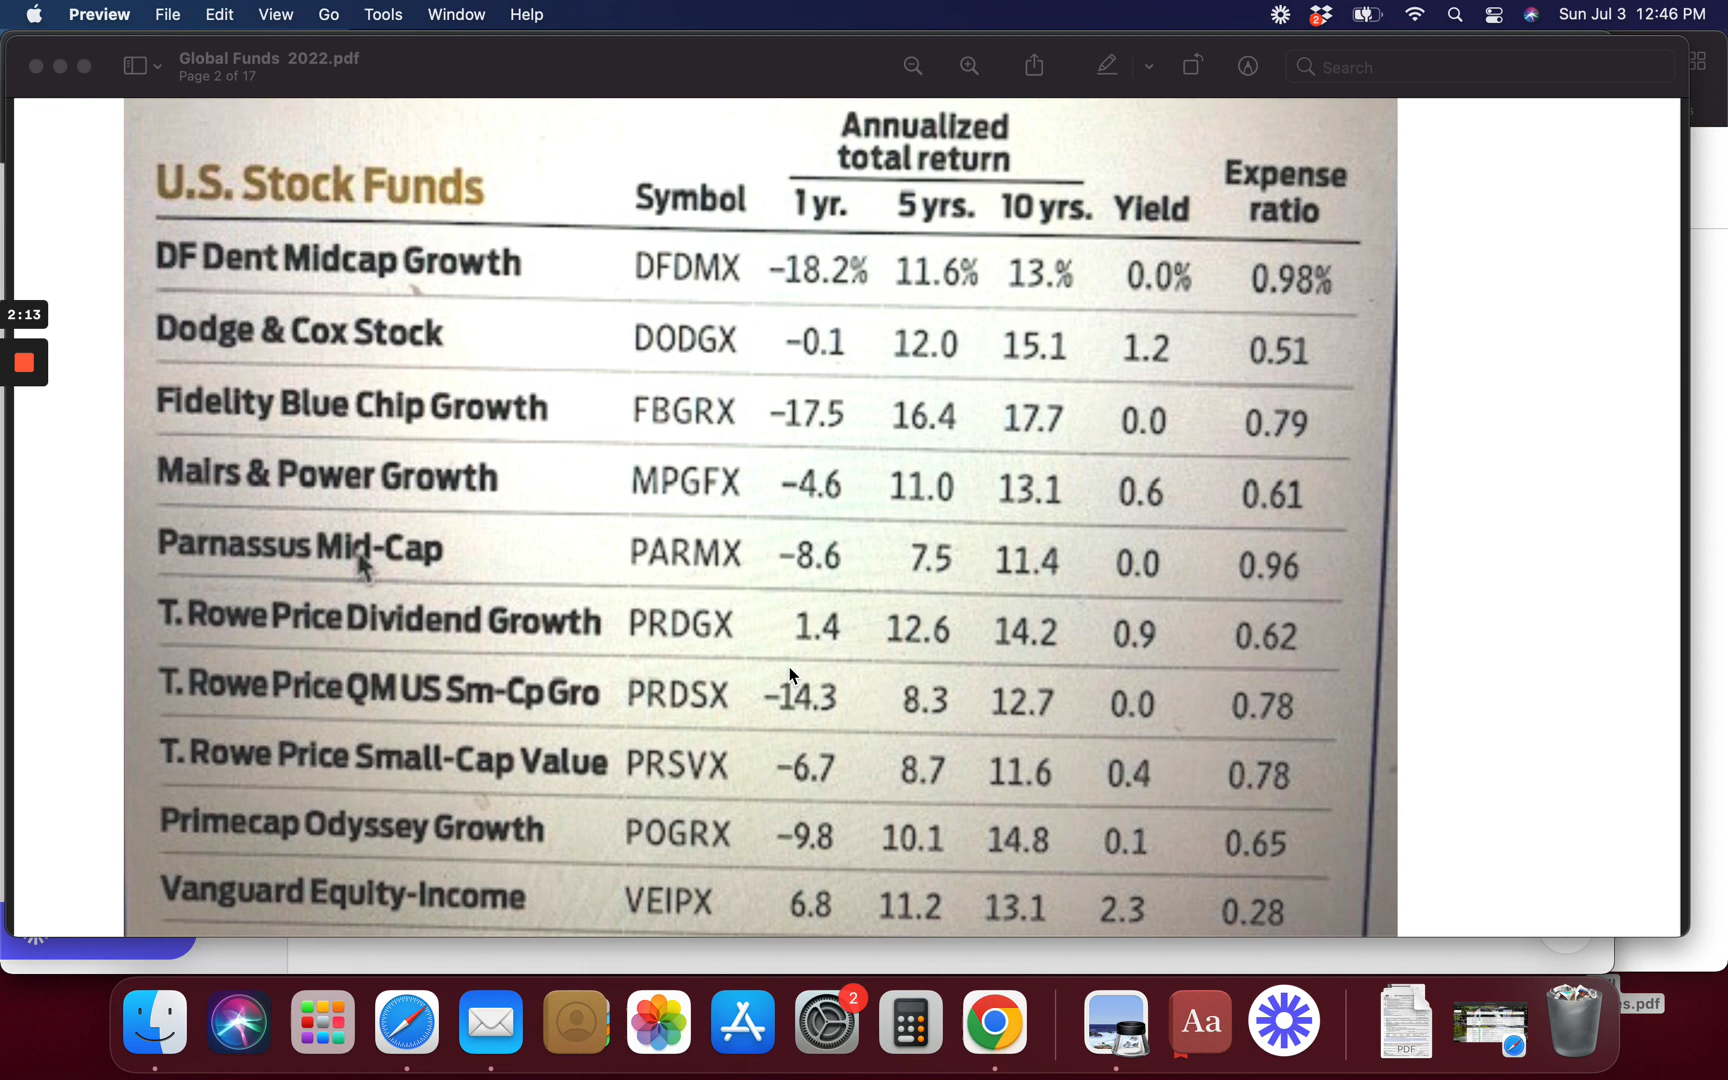 Preview File Edit View Go Tools Window Help 2 Sun Jul 3 12:46 PM
Global Funds 2022.pdf
Page 2 of 17
Search
Annualized
total return
Expense
U.S. Stock Funds Symbol 1 yr. 5 yrs. 10 yrs. Yield ratio
DF Dent Midcap Growth DFDMX -18.2% 11.6% 13.% 0.0% 0.98%
2:13
Dodge & Cox Stock DODGX -0.1 12.0 15.1 1.2 0.51
Fidelity Blue Chip Growth FBGRX -17.5 16.4 17.7 0.0 0.79
Mairs & Power Growth MPGFX -4.6 11.0 13.1 0.6 0.61
Parnassus Mid-Cap PARMX -8.6 7.5 11.4 0.0 0.96
T. Rowe Price Dividend Growth PRDGX 1.4 12.6 14.2 0.9 0.62
T. Rowe Price QM US Sm-Cp Gro PRDSX -14.3 8.3 12.7 0.0 0.78
T. Rowe Price Small-Cap Value PRSVX -6.7 8.7 11.6 0.4 0.78
Primecap Odyssey Growth POGRX -9.8 10.1 14.8 0.1 0.65
Vanguard Equity-Income VEIPX 6.8 11.2 13.1 2.3 0.28
2
Aa
PDF
es.pdf